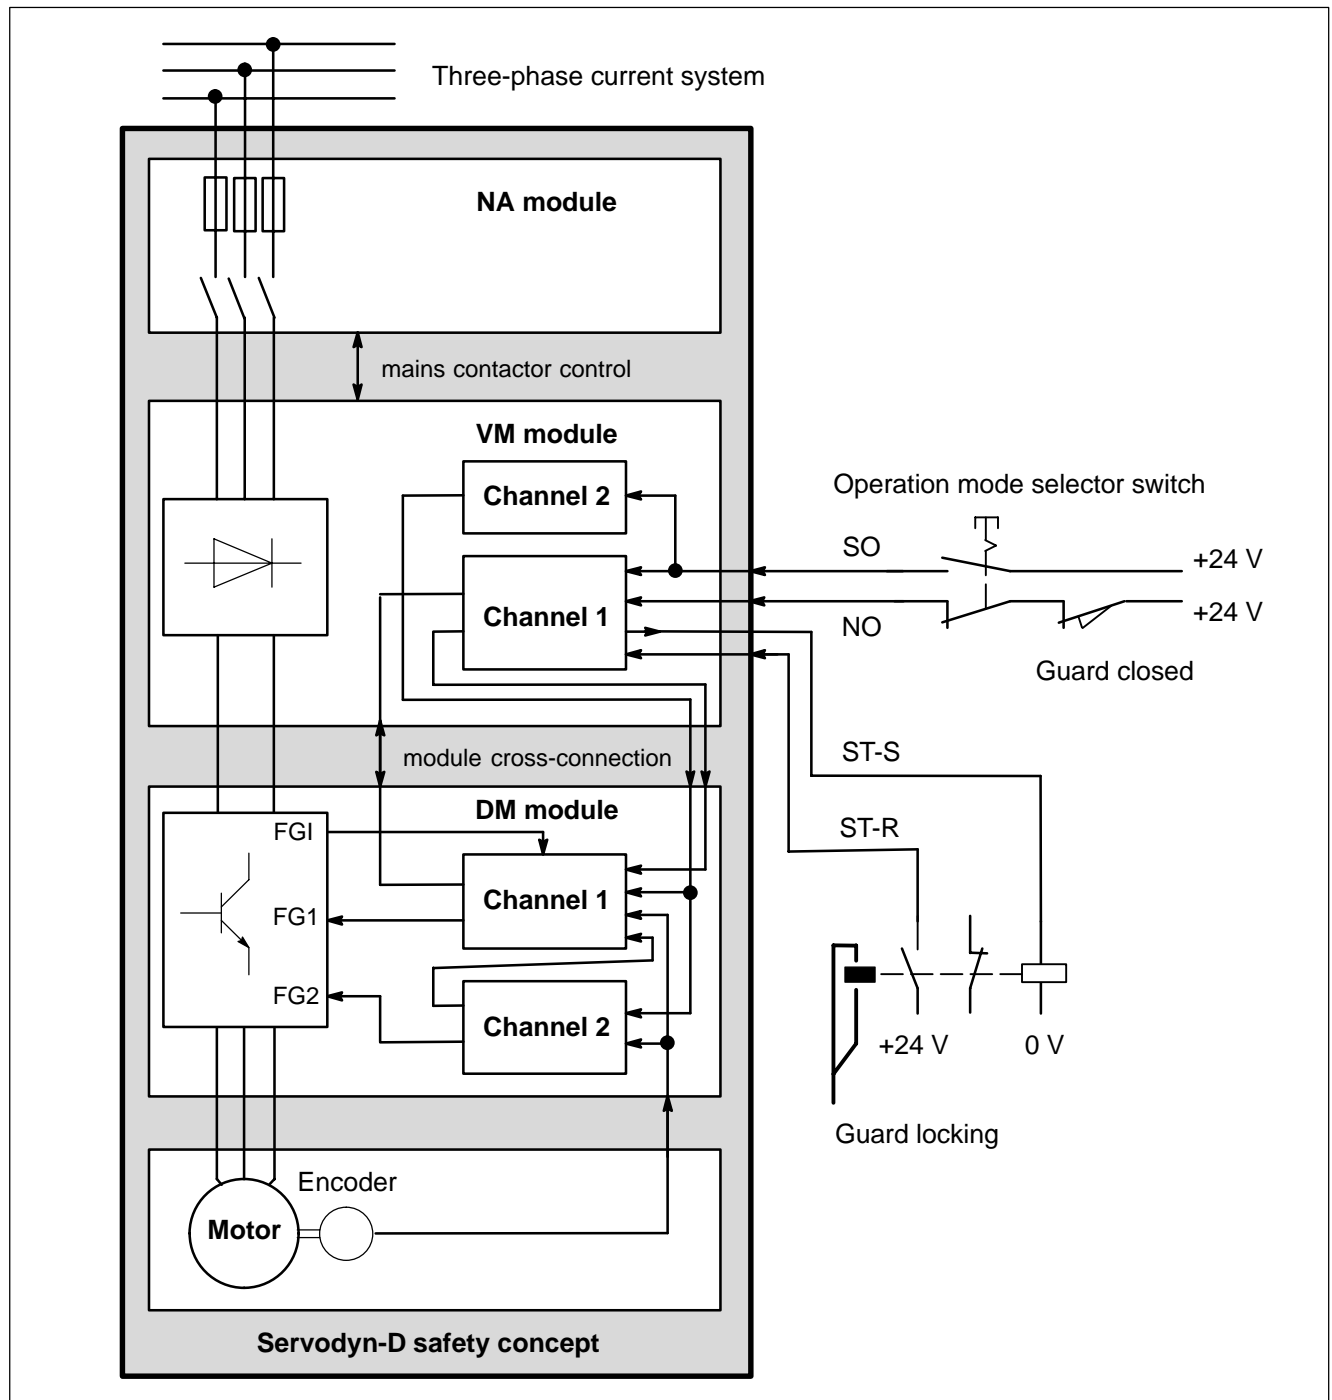 Three-phase current system
NA module
mains contactor control
VM module
Channel 2
Operation mode selector switch
SO
+24 V
Channel 1
NO
+24 V
Guard closed
module cross-connection
ST-S
DM module
FGI
ST-R
Channel 1
FG1
FG2
Channel 2
+24 V
0 V
Guard locking
Encoder
Motor
Servodyn-D safety concept